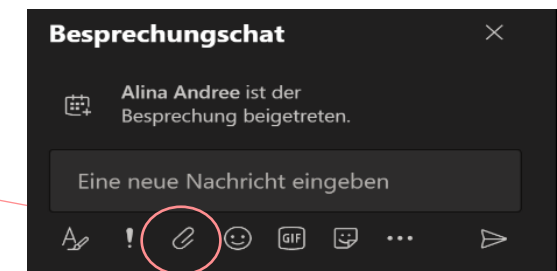 Besprechungschat
Alina Andree ist der
Besprechung beigetreten.
Eine neue Nachricht eingeben
GIF